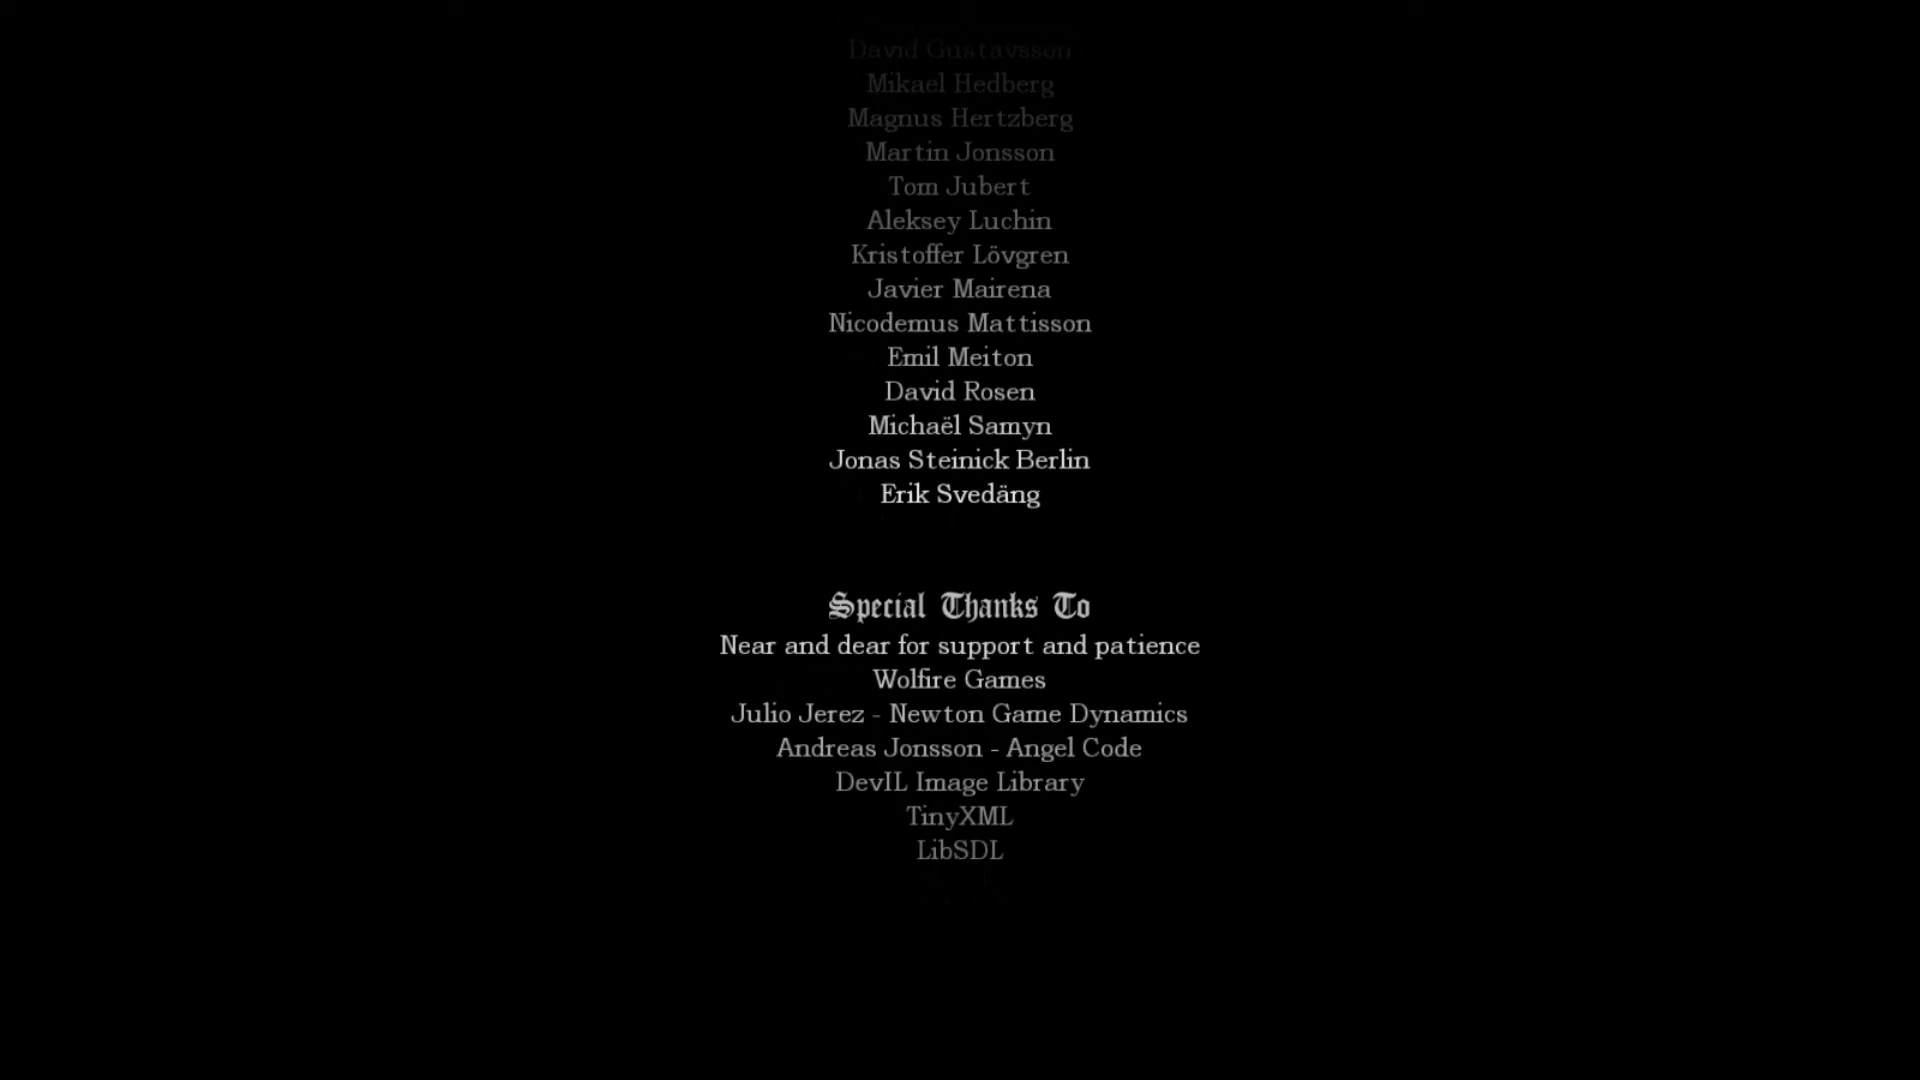 David Gustavsson
Mikael Hedberg
Magnus Hertzberg
Martin Jonsson
Tom Jubert
Aleksey Luchin
Kristoffer Lövgren
Javier Mairena
Nicodemus Mattisson
Emil Meiton
David Rosen
Michaël Samyn
Jonas Steinick Berlin
Erik Svedäng
Special Thanks To
Near and dear for support and patience
Wolfire Games
Julio Jerez - Newton Game Dynamics
Andreas Jonsson - Angel Code
DevIL Image Library
TinyXML
LibSDL